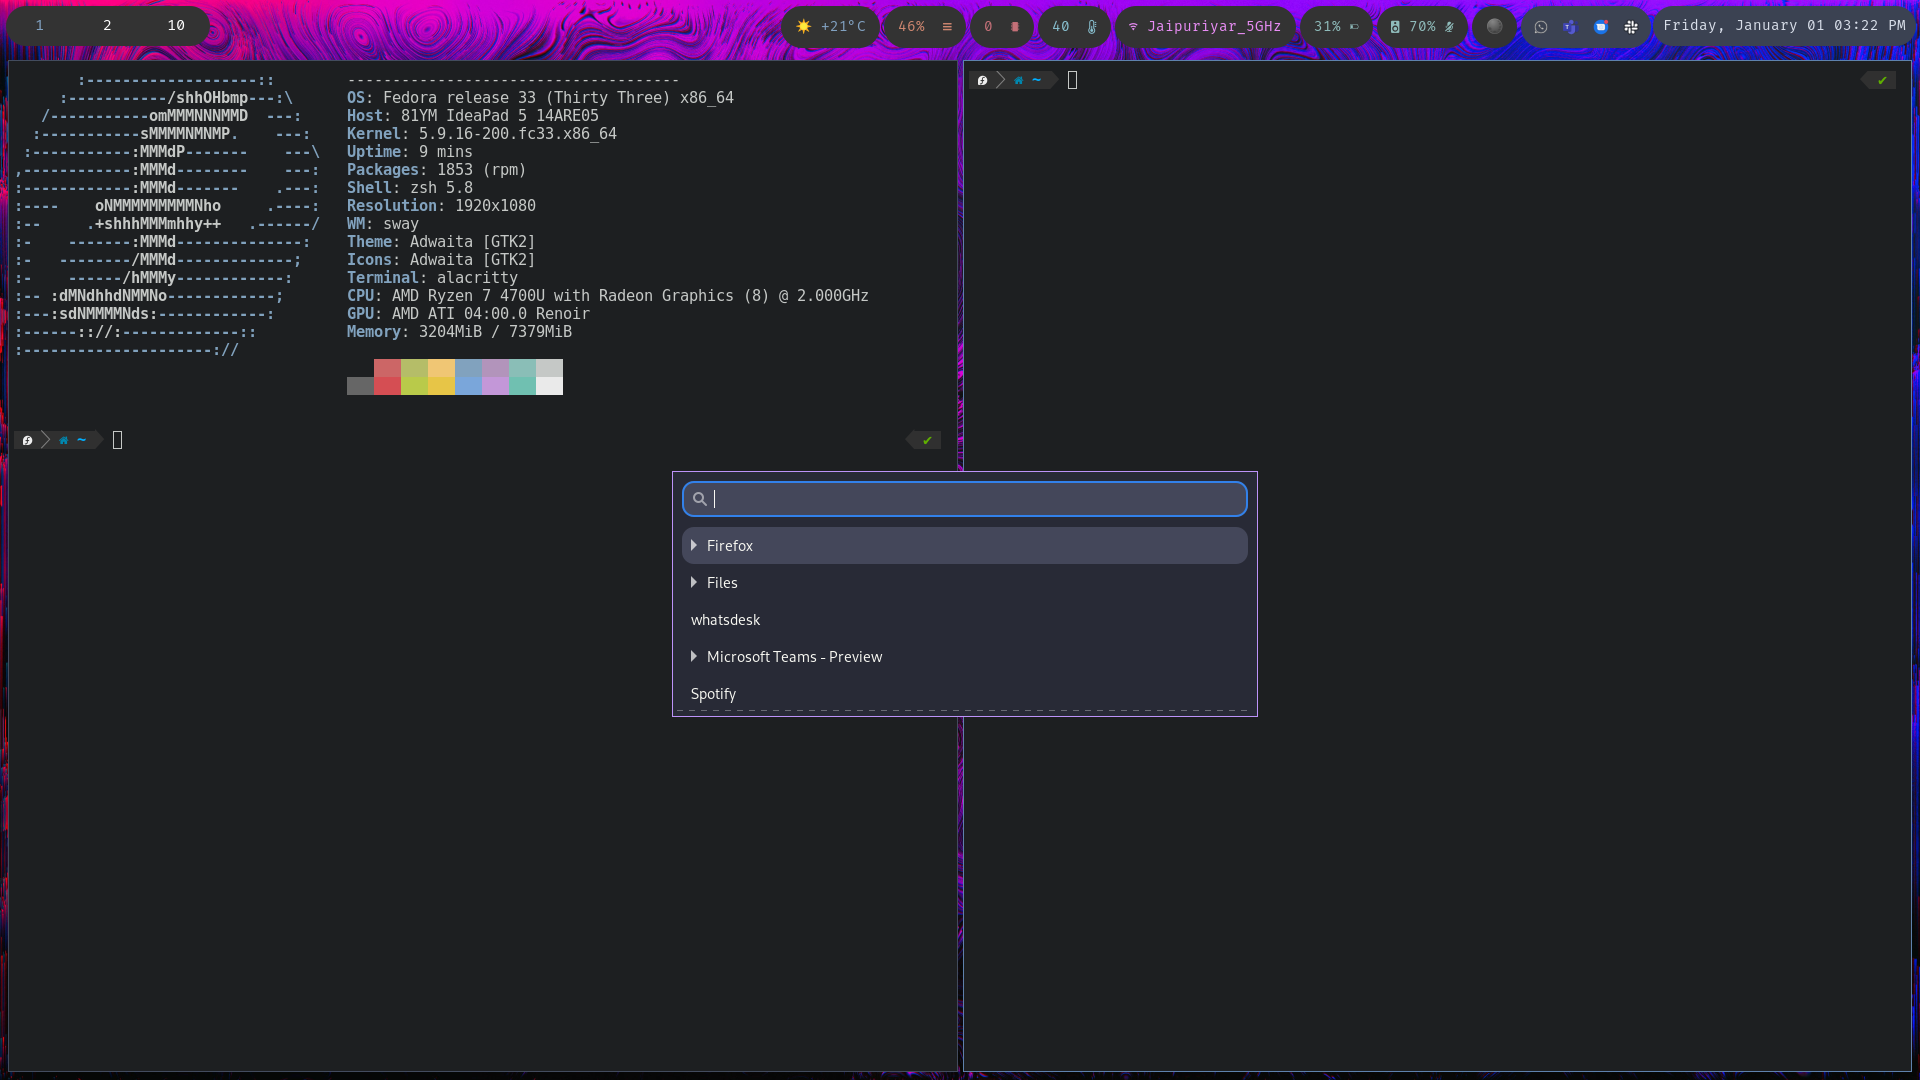 1 2 10 +21°C 46% 0 40 Jaipuriyar_5GHz 31% 70% Friday, January 01 03:22 PM
:-------------------::
:-----------/shhOHbmp---:\
/-----------omMMMNNNMMD  ---:
:-----------sMMMMNMNMP.    ---:
:-----------:MMMdP-------    ---\
,------------:MMMd--------    ---:
:------------:MMMd-------    .---:
:----    oNMMMMMMMMMNho     .----:
:--     .+shhhMMMmhhy++   .------/
:-    -------:MMMd--------------:
:-   --------/MMMd-------------;
:-    ------/hMMMy------------:
:-- :dMNdhhdNMMNo------------;
:---:sdNMMMMNds:------------:
:------:://:-------------::
:---------------------://
-------------------------------------
OS: Fedora release 33 (Thirty Three) x86_64
Host: 81YM IdeaPad 5 14ARE05
Kernel: 5.9.16-200.fc33.x86_64
Uptime: 9 mins
Packages: 1853 (rpm)
Shell: zsh 5.8
Resolution: 1920x1080
WM: sway
Theme: Adwaita [GTK2]
Icons: Adwaita [GTK2]
Terminal: alacritty
CPU: AMD Ryzen 7 4700U with Radeon Graphics (8) @ 2.000GHz
GPU: AMD ATI 04:00.0 Renoir
Memory: 3204MiB / 7379MiB
~ ✔
~ ✔
Firefox
Files
whatsdesk
Microsoft Teams - Preview
Spotify